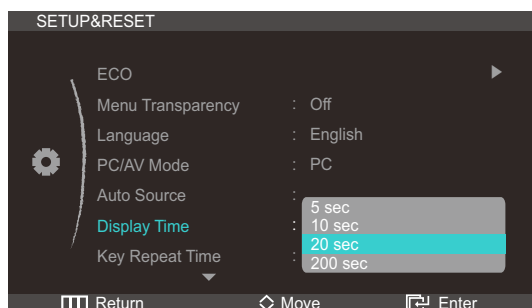 SETUP&RESET
ECO
Menu Transparency : Off
Language : English
PC/AV Mode : PC
Auto Source :
Display Time :
Key Repeat Time :
5 sec
10 sec
20 sec
200 sec
Return Move Enter